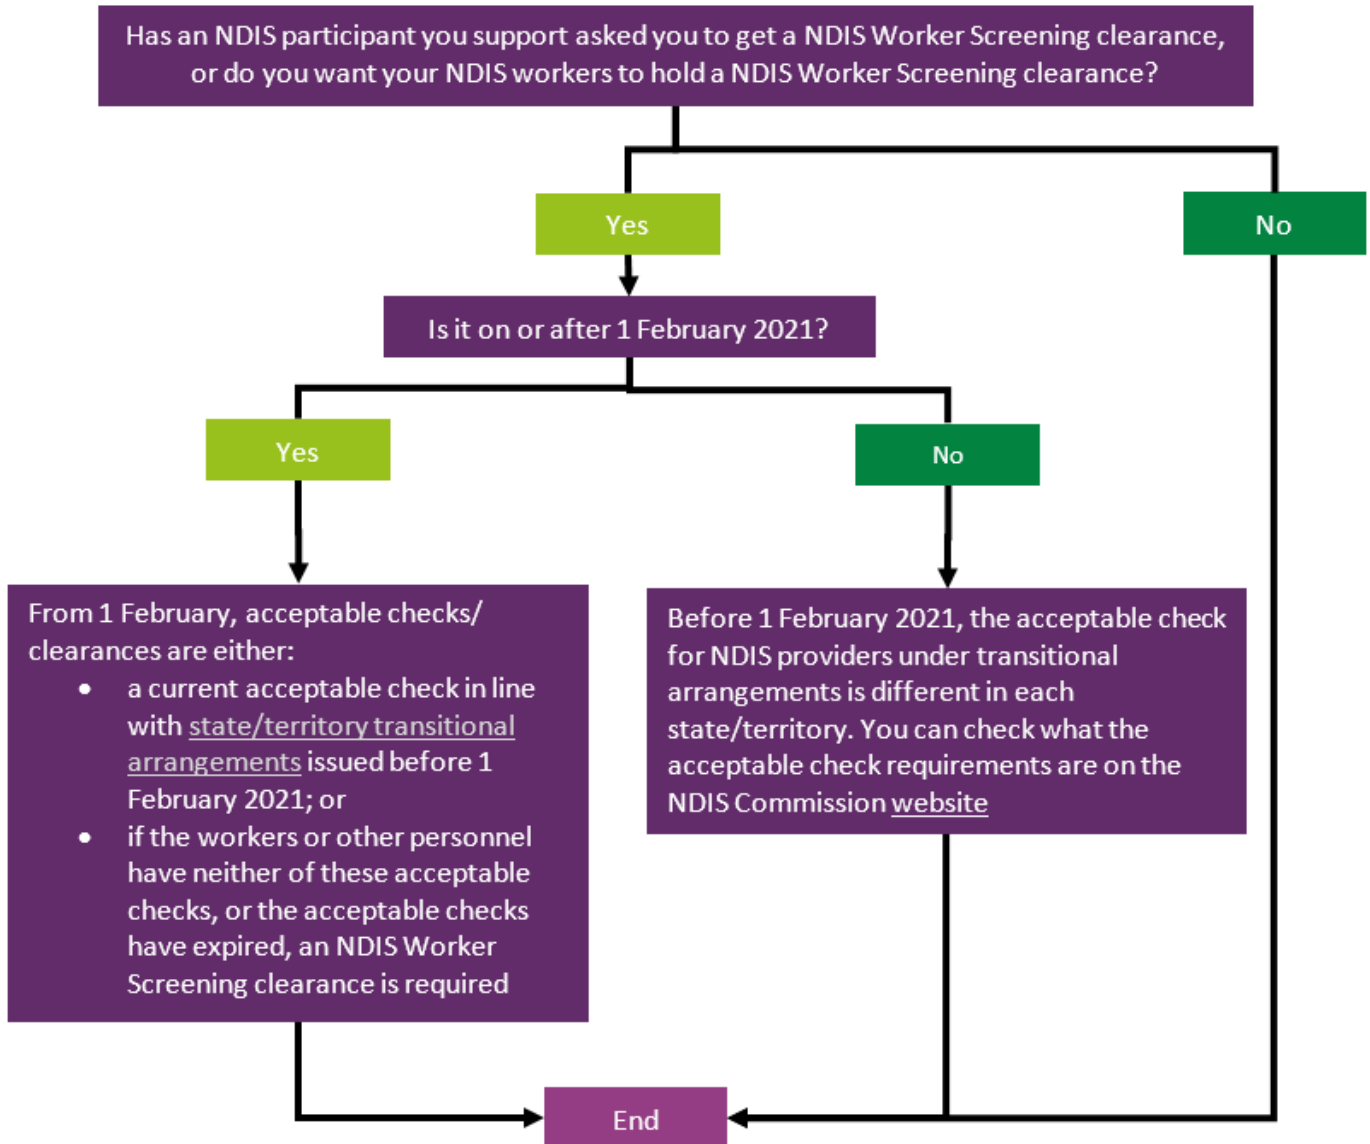 Has an NDIS participant you support asked you to get a NDIS Worker Screening clearance,
or do you want your NDIS workers to hold a NDIS Worker Screening clearance?
Yes
No
Is it on or after 1 February 2021?
Yes
No
From 1 February, acceptable checks/
clearances are either:
• a current acceptable check in line
with state/territory transitional
arrangements issued before 1
February 2021; or
• if the workers or other personnel
have neither of these acceptable
checks, or the acceptable checks
have expired, an NDIS Worker
Screening clearance is required
Before 1 February 2021, the acceptable check
for NDIS providers under transitional
arrangements is different in each
state/territory. You can check what the
acceptable check requirements are on the
NDIS Commission website
End